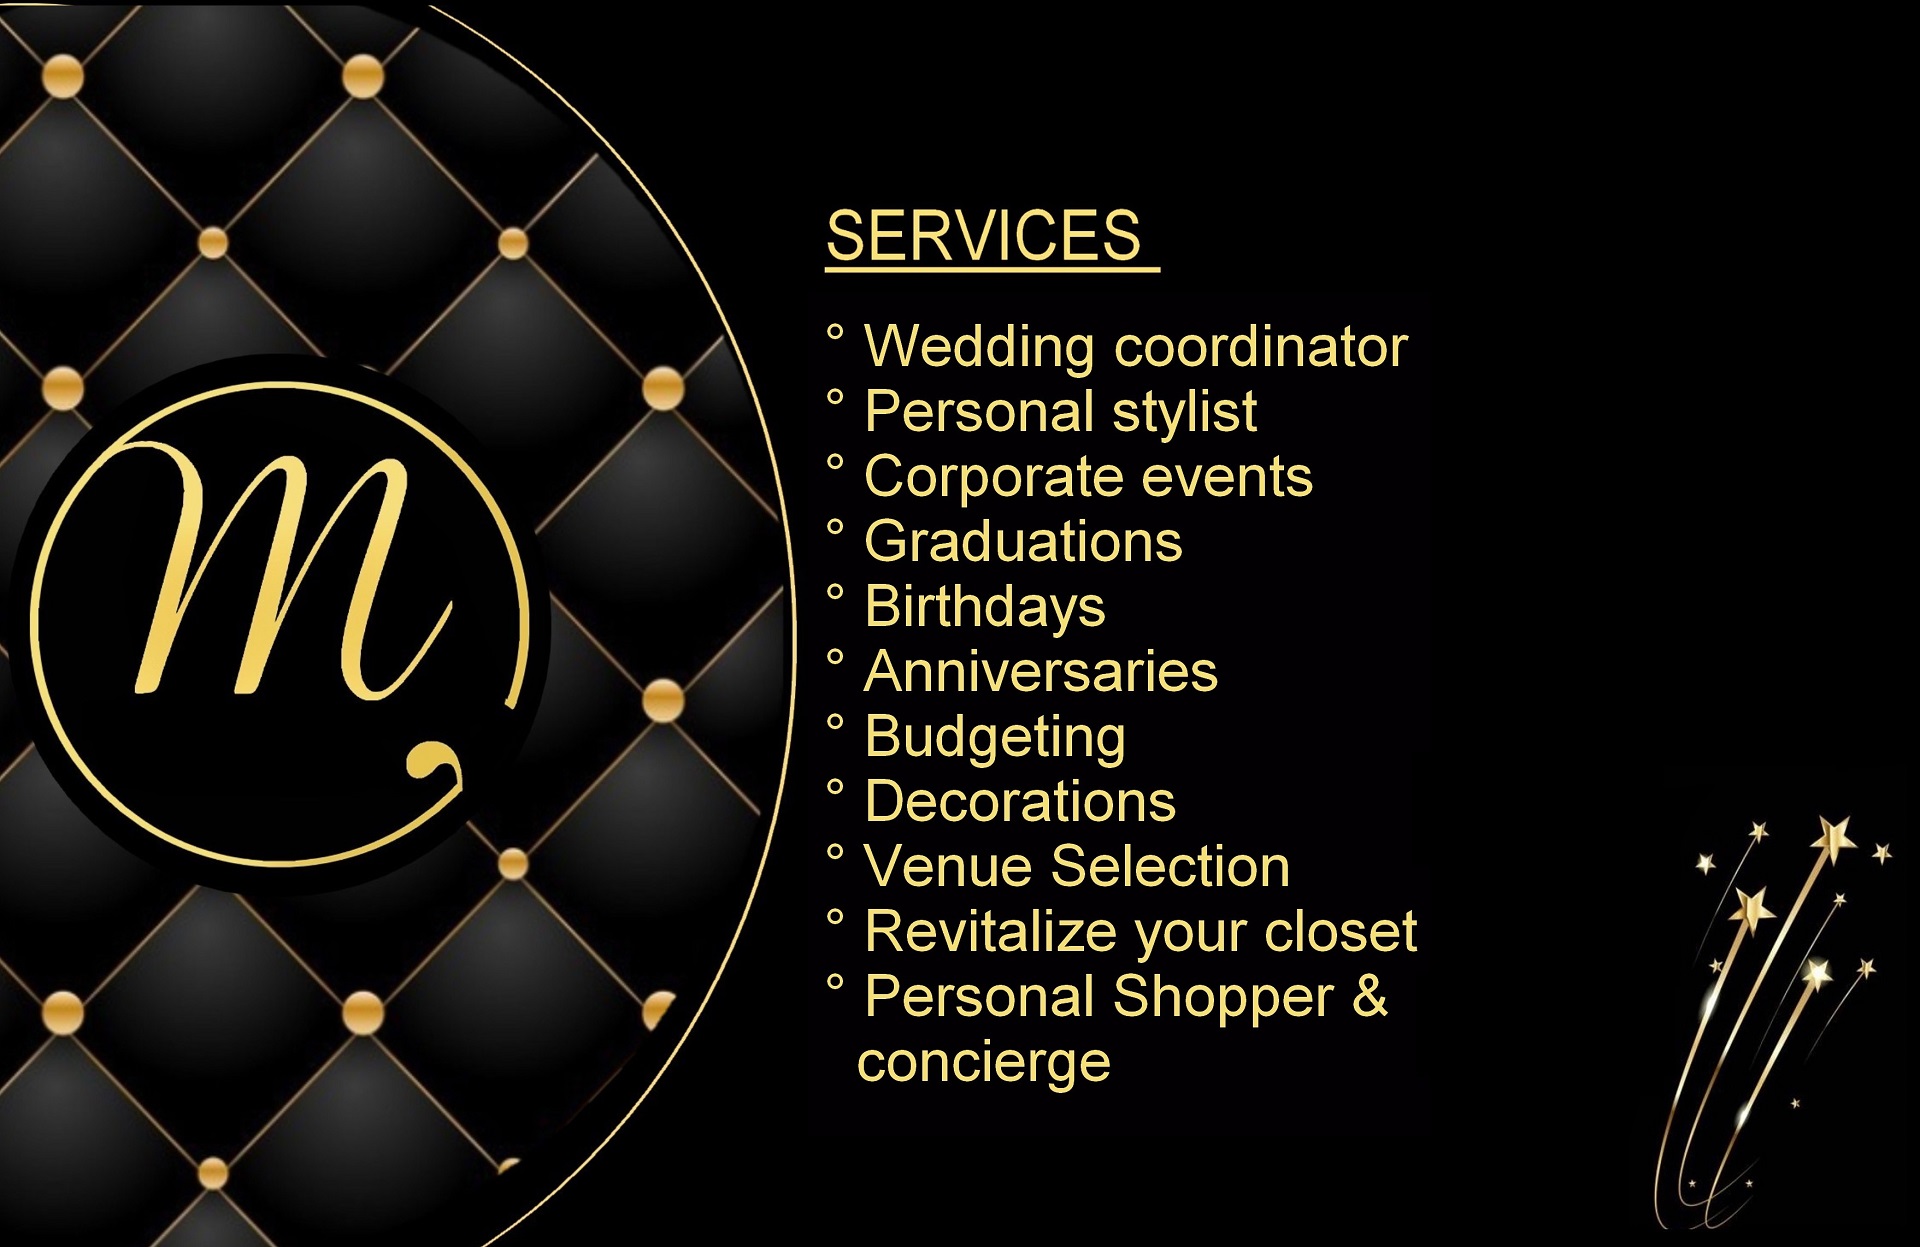 M
SERVICES
° Wedding coordinator
° Personal stylist
° Corporate events
° Graduations
° Birthdays
° Anniversaries
° Budgeting
° Decorations
° Venue Selection
° Revitalize your closet
° Personal Shopper &
concierge